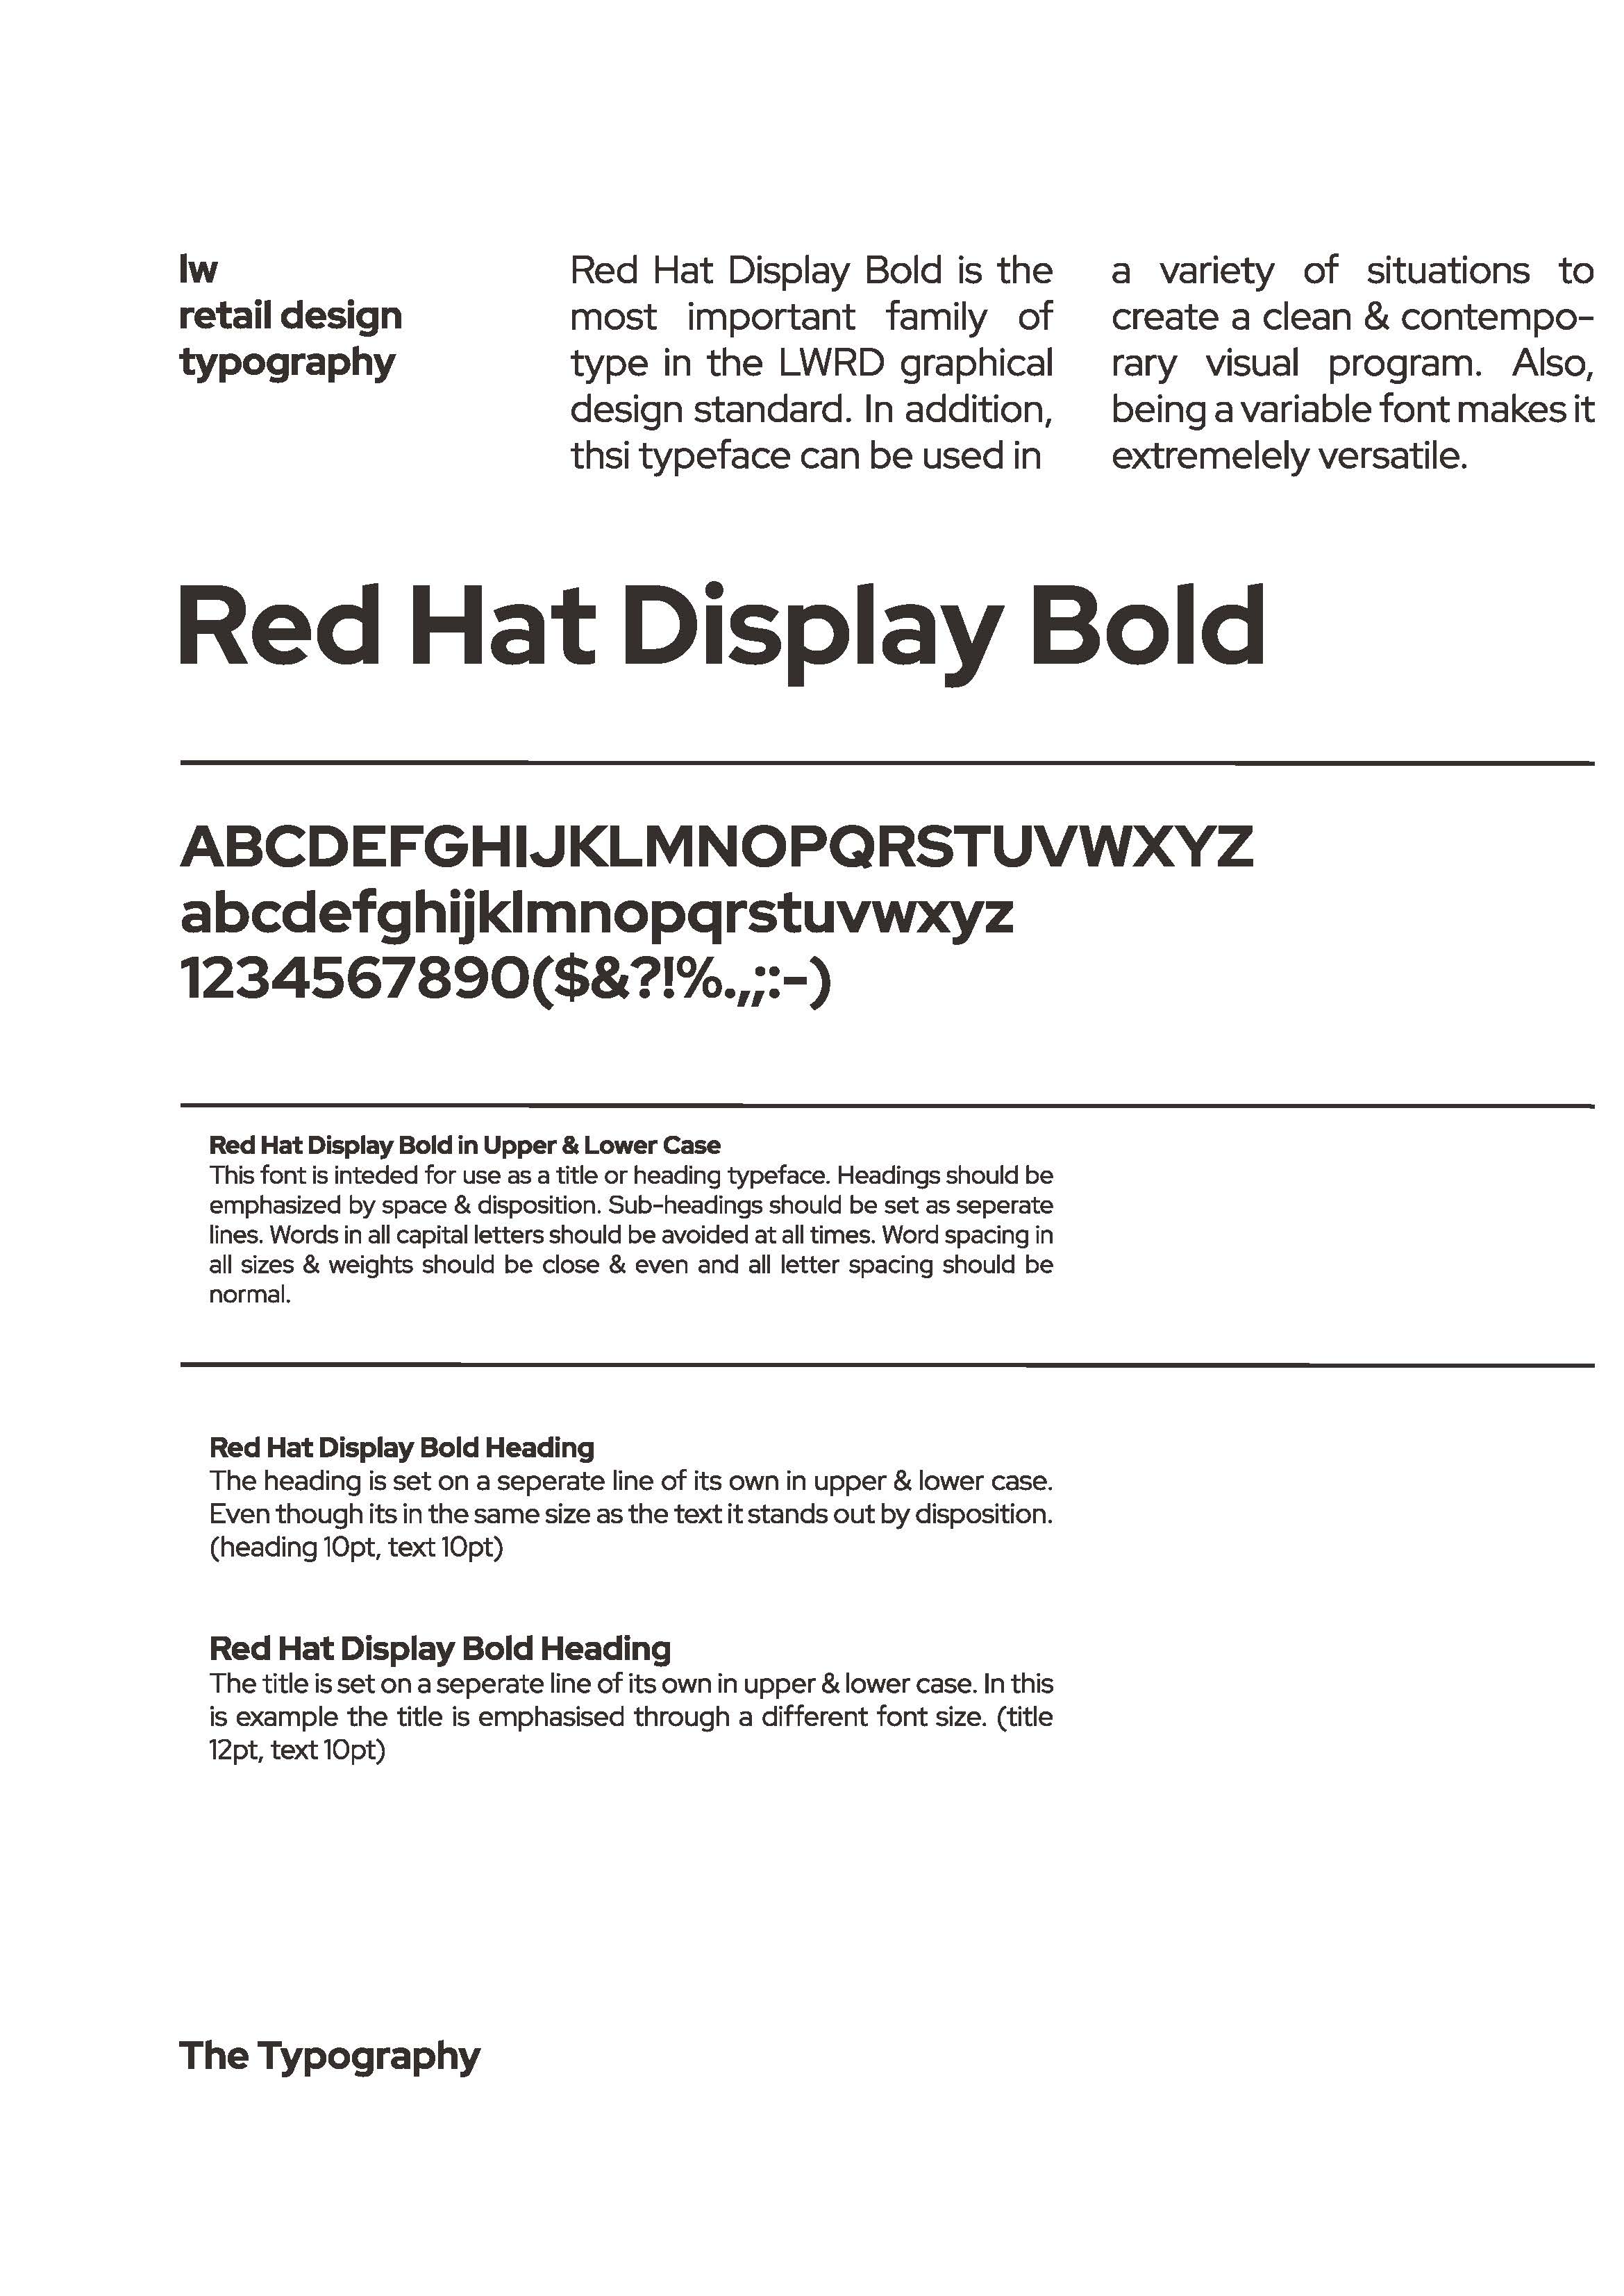 lw
retail design
typography
Red Hat Display Bold is the
most important family of
type in the LWRD graphical
design standard. In addition,
thsi typeface can be used in
a variety of situations to
create a clean & contempo-
rary visual program. Also,
being a variable font makes it
extremelely versatile.
Red Hat Display Bold
ABCDEFGHIJKLMNOPQRSTUVWXYZ
abcdefghijklmnopqrstuvwxyz
1234567890($&?!%.,,;:-)
Red Hat Display Bold in Upper & Lower Case
This font is inteded for use as a title or heading typeface. Headings should be
emphasized by space & disposition. Sub-headings should be set as seperate
lines. Words in all capital letters should be avoided at all times. Word spacing in
all sizes & weights should be close & even and all letter spacing should be
normal.
Red Hat Display Bold Heading
The heading is set on a seperate line of its own in upper & lower case.
Even though its in the same size as the text it stands out by disposition.
(heading 10pt, text 10pt)
Red Hat Display Bold Heading
The title is set on a seperate line of its own in upper & lower case. In this
is example the title is emphasised through a different font size. (title
12pt, text 10pt)
The Typography